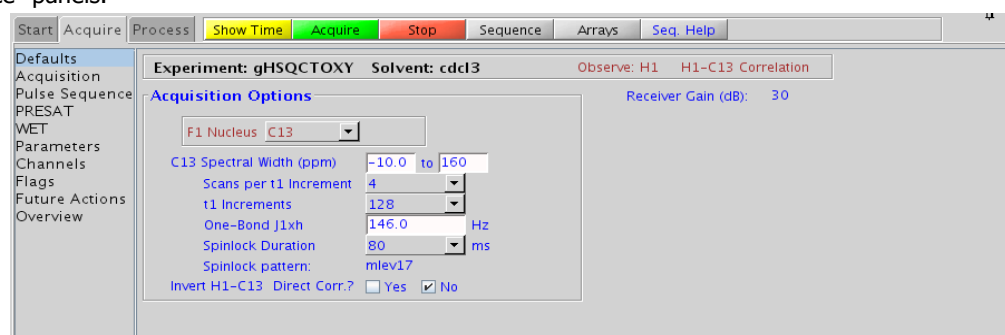 panels.
Start Acquire Process Show Time Acquire Stop Sequence Arrays Seq. Help
Defaults
Acquisition
Pulse Sequence
PRESAT
WET
Parameters
Channels
Flags
Future Actions
Overview
Experiment: gHSQCTOXY Solvent: cdcl3 Observe: H1 H1-C13 Correlation
Acquisition Options
Receiver Gain (dB): 30
F1 Nucleus C13
C13 Spectral Width (ppm) -10.0 to 160
Scans per t1 Increment 4
t1 Increments 128
One-Bond J1xh 146.0 Hz
Spinlock Duration 80 ms
Spinlock pattern: mlev17
Invert H1-C13 Direct Corr.? Yes No